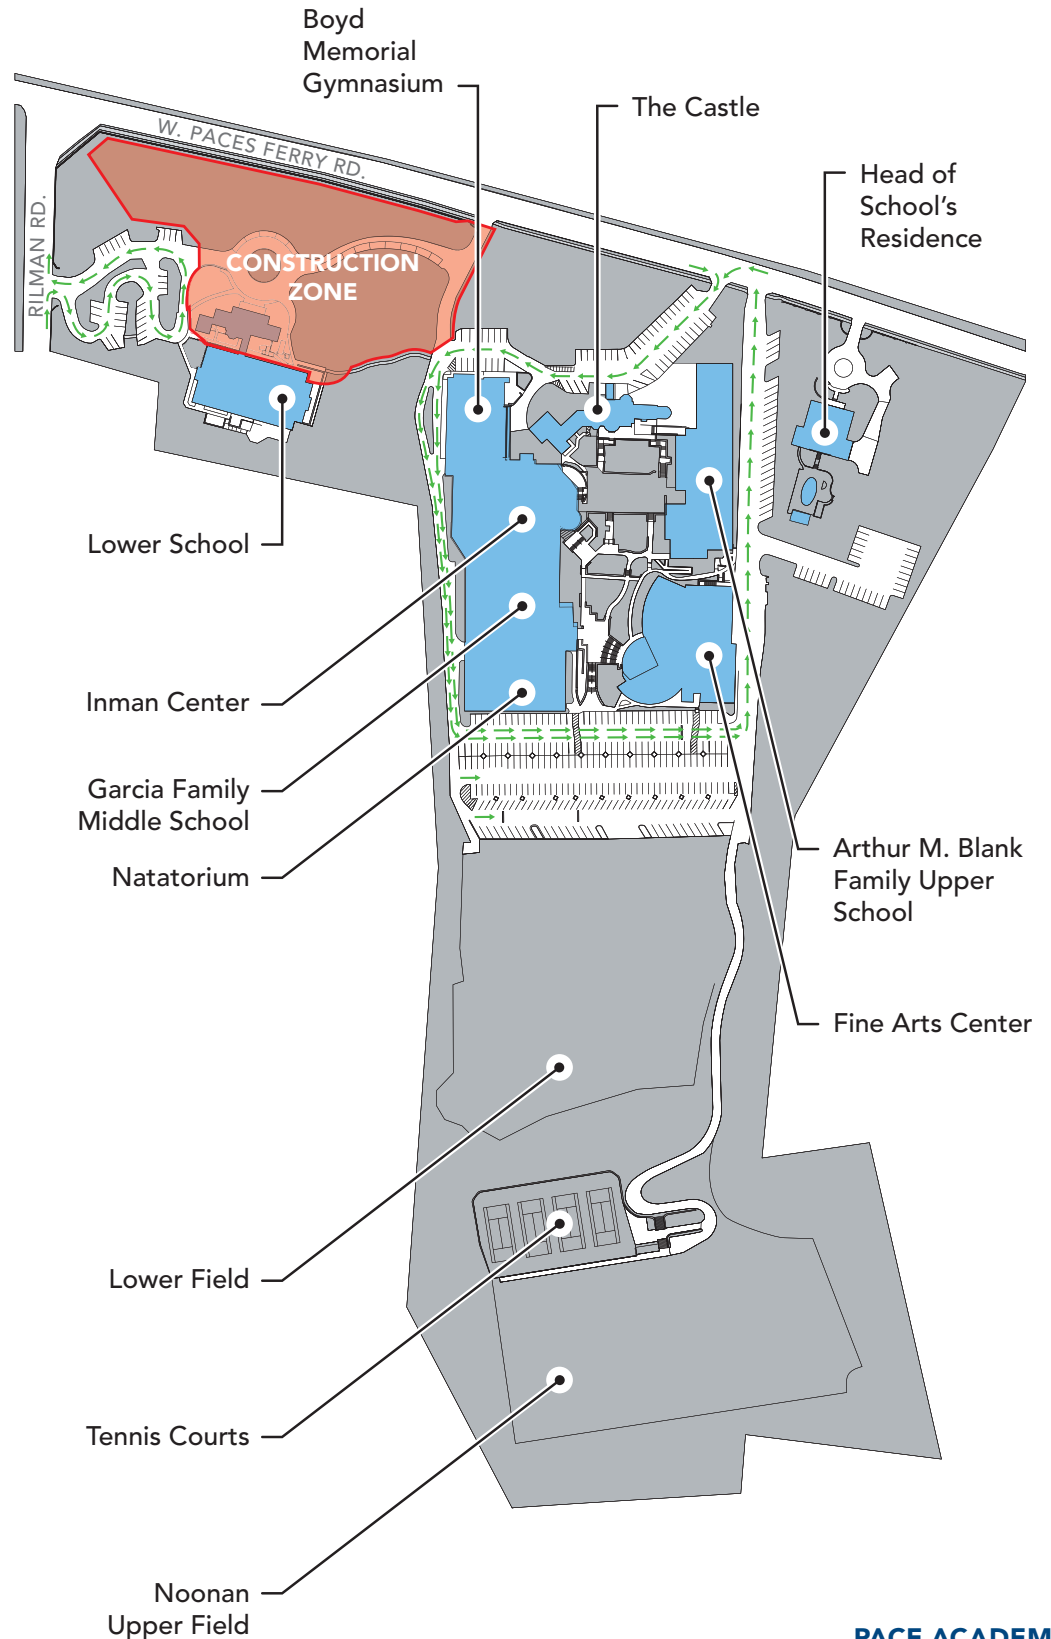 Boyd
Memorial
Gymnasium
The Castle
W. PACES FERRY RD.
Head of
School's
Residence
RILMAN RD.
CONSTRUCTION
ZONE
Lower School
Inman Center
Garcia Family
Middle School
Natatorium
Arthur M. Blank
Family Upper
School
Fine Arts Center
Lower Field
Tennis Courts
Noonan
Upper Field
PACE ACADEM